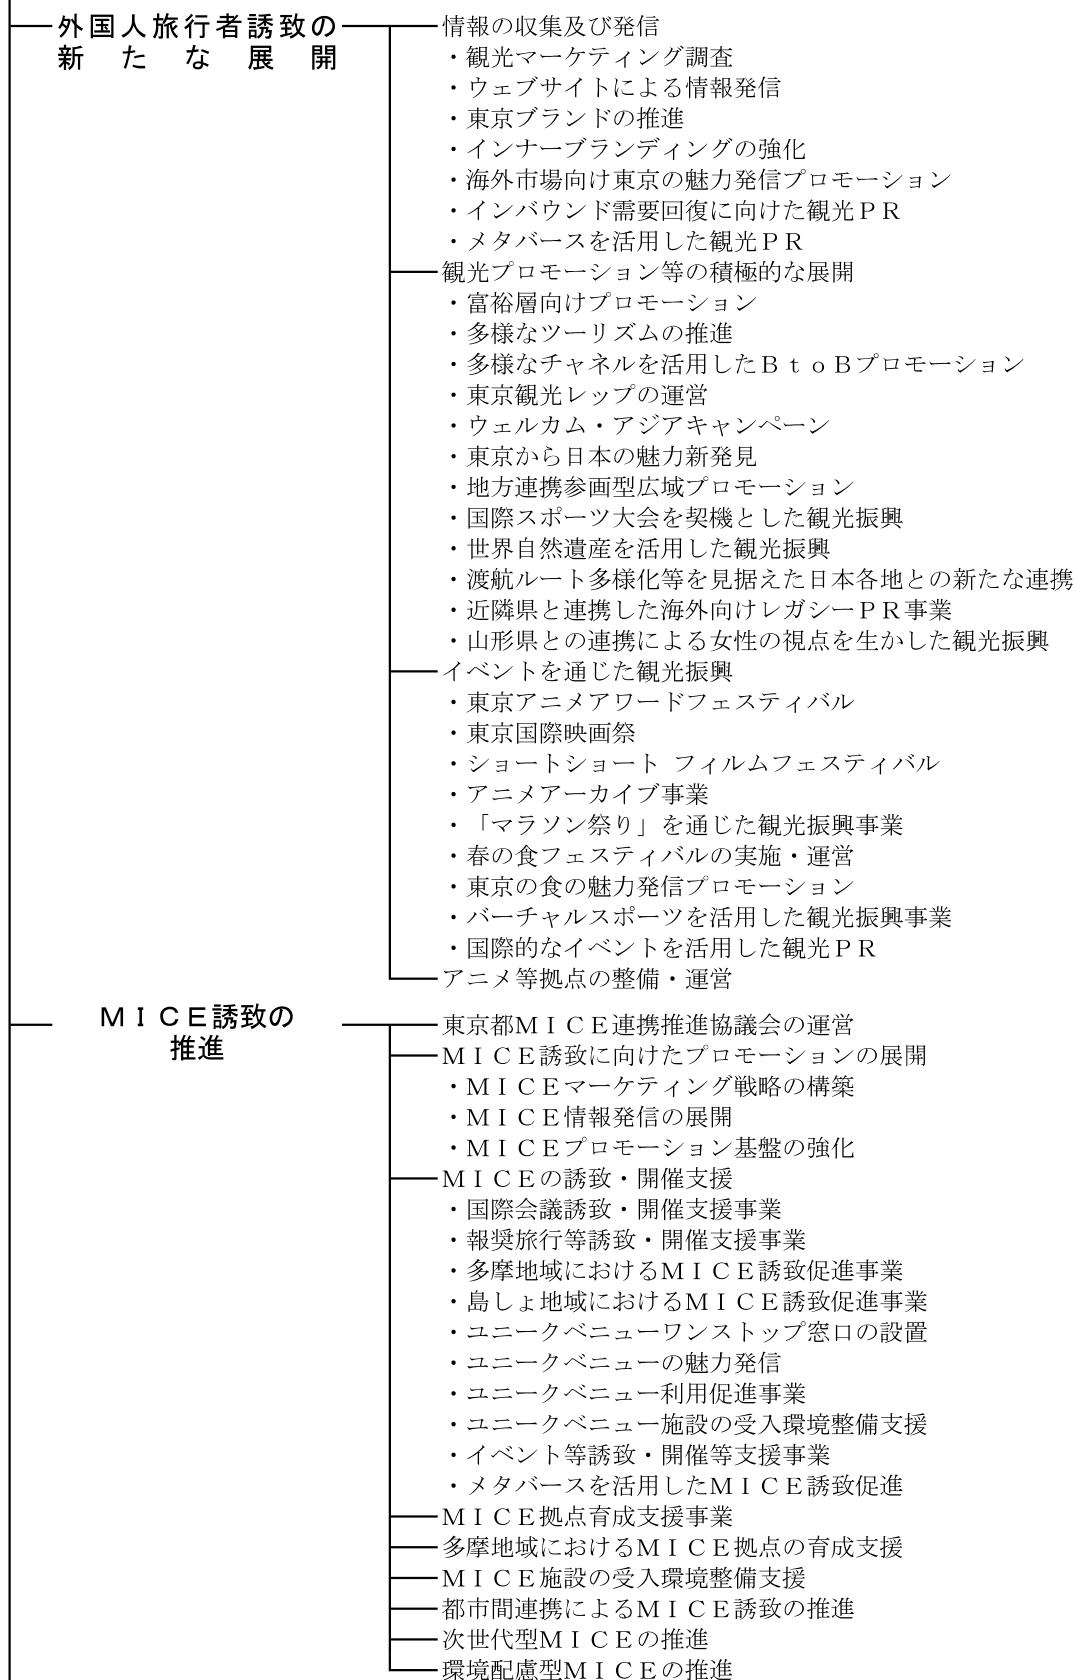 外国人旅行者誘致の
新たな展開
情報の収集及び発信
・観光マーケティング調査
・ウェブサイトによる情報発信
・東京ブランドの推進
・インナーブランディングの強化
・海外市場向け東京の魅力発信プロモーション
・インバウンド需要回復に向けた観光ＰＲ
・メタバースを活用した観光ＰＲ
観光プロモーション等の積極的な展開
・富裕層向けプロモーション
・多様なツーリズムの推進
・多様なチャネルを活用したＢｔｏＢプロモーション
・東京観光レップの運営
・ウェルカム・アジアキャンペーン
・東京から日本の魅力新発見
・地方連携参画型広域プロモーション
・国際スポーツ大会を契機とした観光振興
・世界自然遺産を活用した観光振興
・渡航ルート多様化等を見据えた日本各地との新たな連携
・近隣県と連携した海外向けレガシーＰＲ事業
・山形県との連携による女性の視点を生かした観光振興
イベントを通じた観光振興
・東京アニメアワードフェスティバル
・東京国際映画祭
・ショートショート フィルムフェスティバル
・アニメアーカイブ事業
・「マラソン祭り」を通じた観光振興事業
・春の食フェスティバルの実施・運営
・東京の食の魅力発信プロモーション
・バーチャルスポーツを活用した観光振興事業
・国際的なイベントを活用した観光ＰＲ
アニメ等拠点の整備・運営
ＭＩＣＥ誘致の
推進
東京都ＭＩＣＥ連携推進協議会の運営
ＭＩＣＥ誘致に向けたプロモーションの展開
・ＭＩＣＥマーケティング戦略の構築
・ＭＩＣＥ情報発信の展開
・ＭＩＣＥプロモーション基盤の強化
ＭＩＣＥの誘致・開催支援
・国際会議誘致・開催支援事業
・報奨旅行等誘致・開催支援事業
・多摩地域におけるＭＩＣＥ誘致促進事業
・島しょ地域におけるＭＩＣＥ誘致促進事業
・ユニークベニューワンストップ窓口の設置
・ユニークベニューの魅力発信
・ユニークベニュー利用促進事業
・ユニークベニュー施設の受入環境整備支援
・イベント等誘致・開催等支援事業
・メタバースを活用したＭＩＣＥ誘致促進
ＭＩＣＥ拠点育成支援事業
多摩地域におけるＭＩＣＥ拠点の育成支援
ＭＩＣＥ施設の受入環境整備支援
都市間連携によるＭＩＣＥ誘致の推進
次世代型ＭＩＣＥの推進
環境配慮型ＭＩＣＥの推進